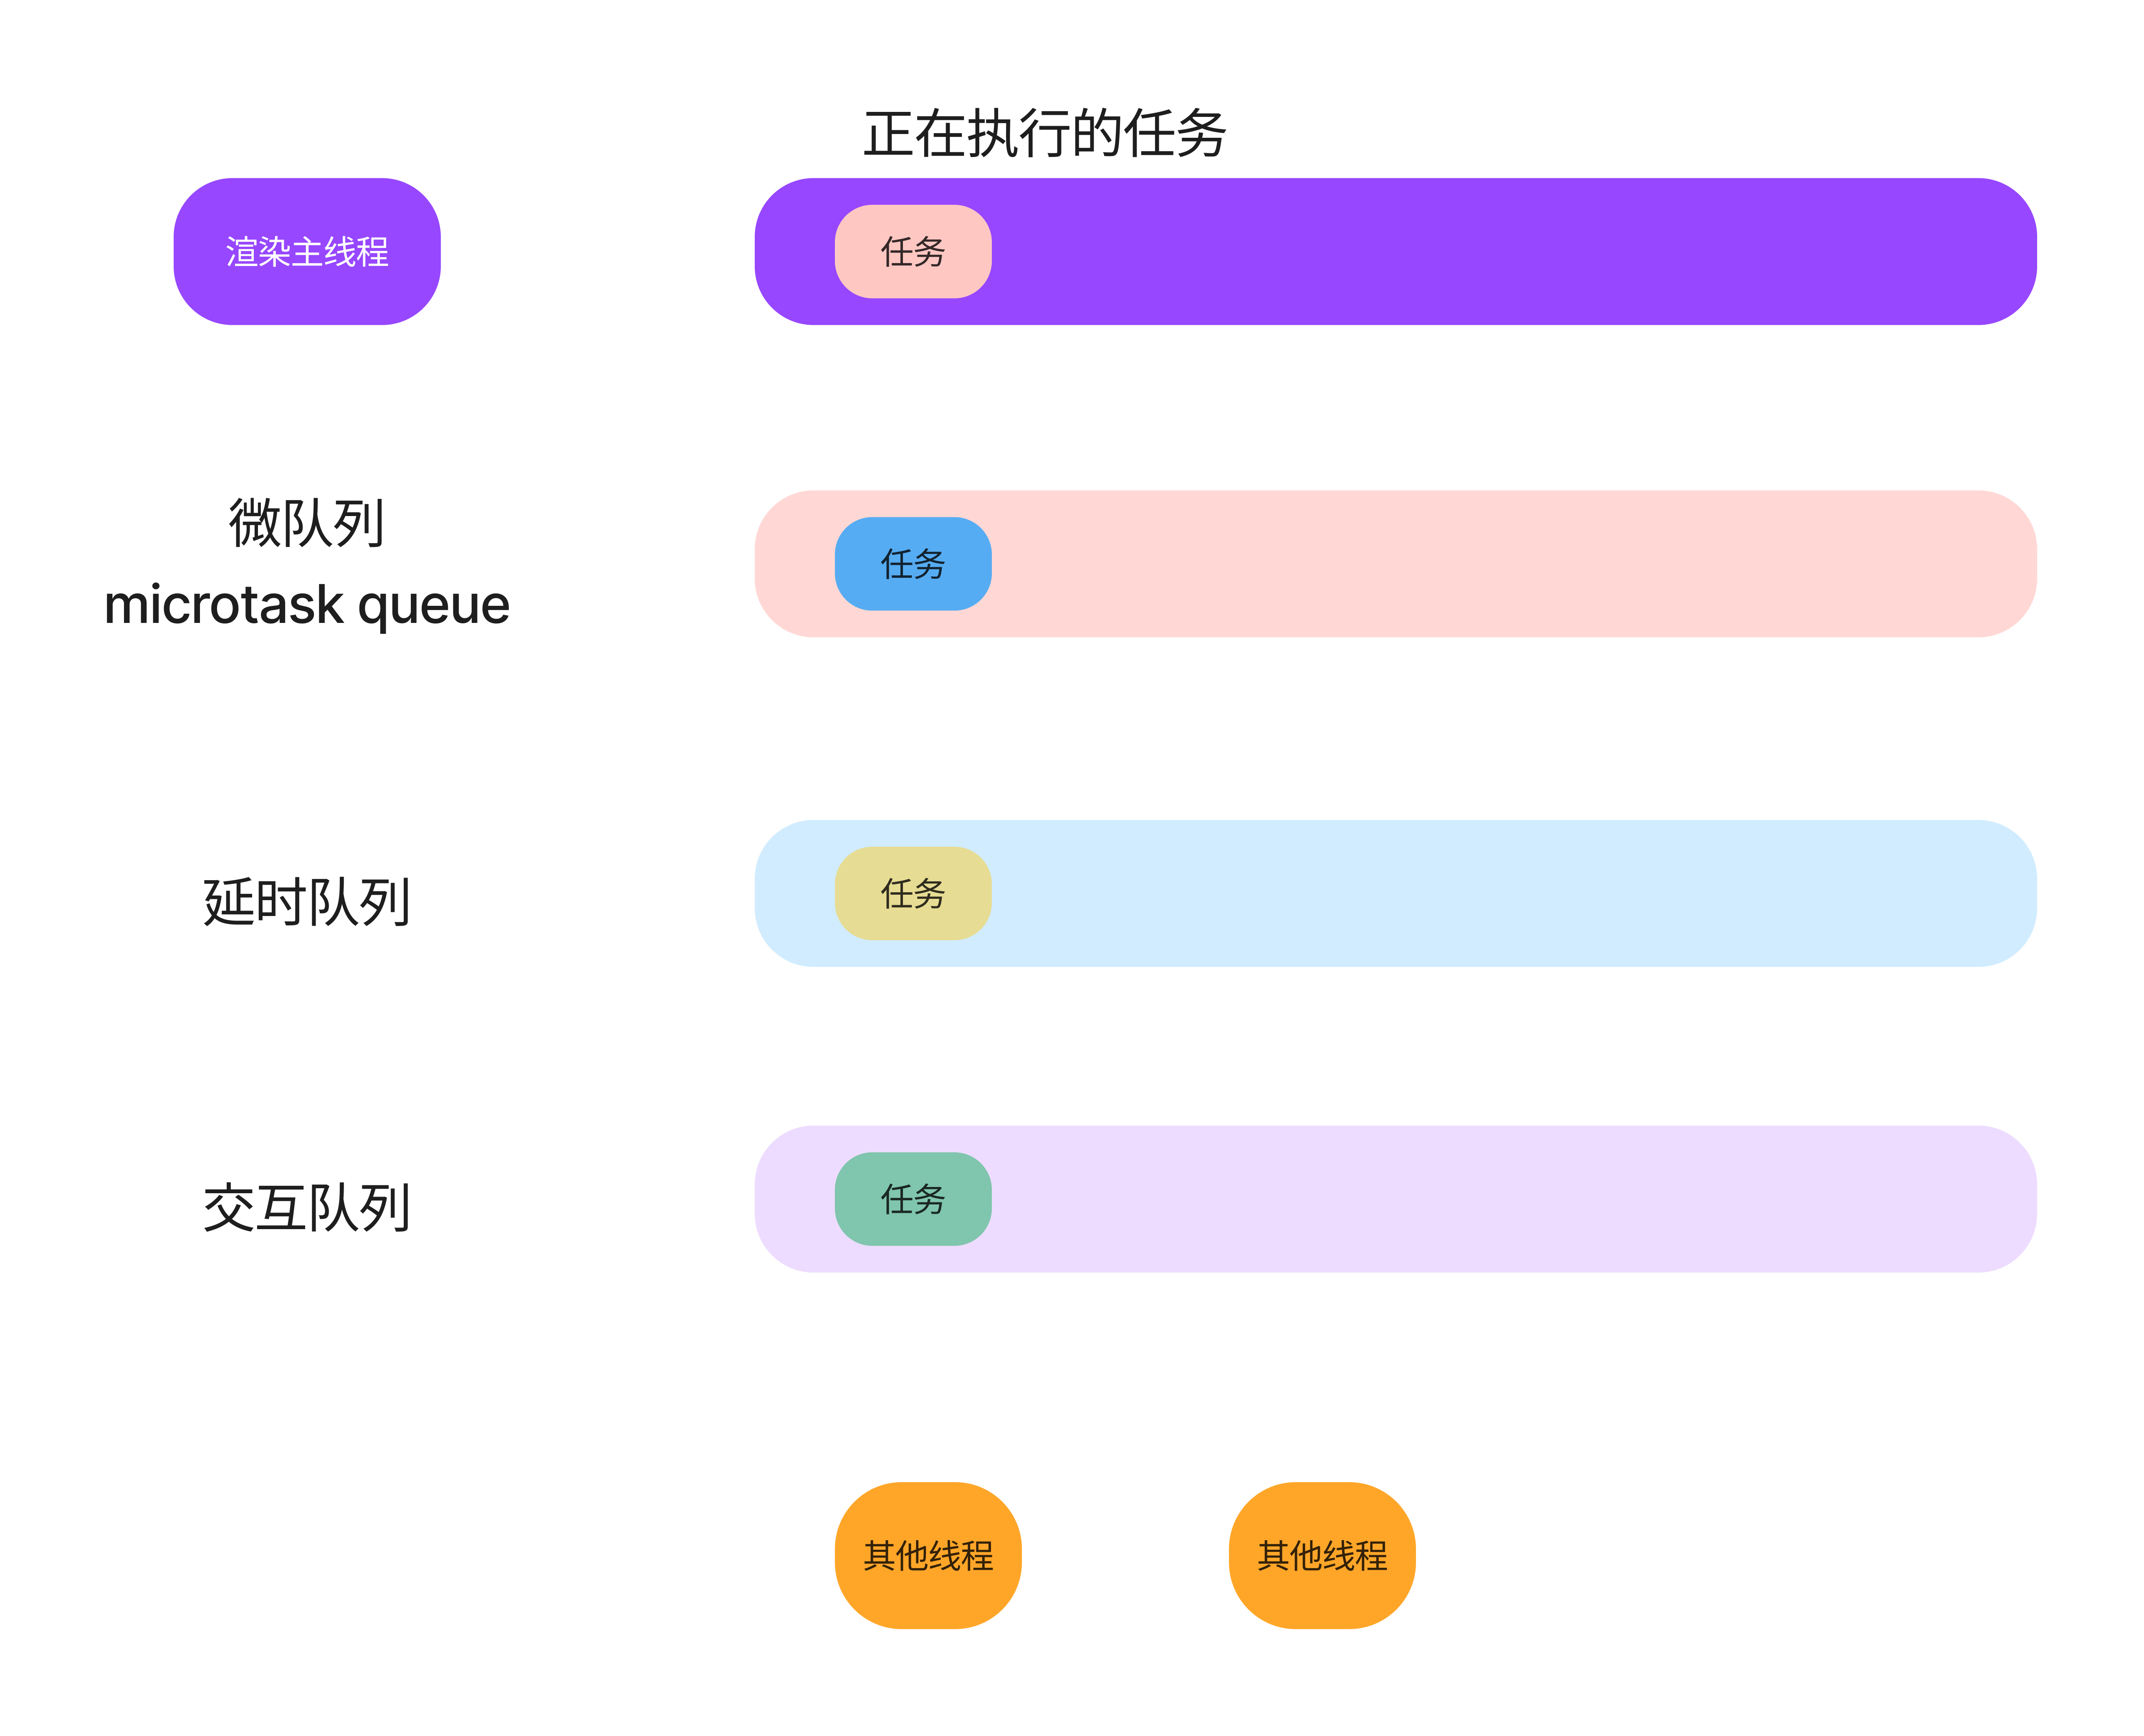 正在执行的任务
渲染主线程
任务
微队列
microtask queue
任务
延时队列
任务
交互队列
任务
其他线程
其他线程